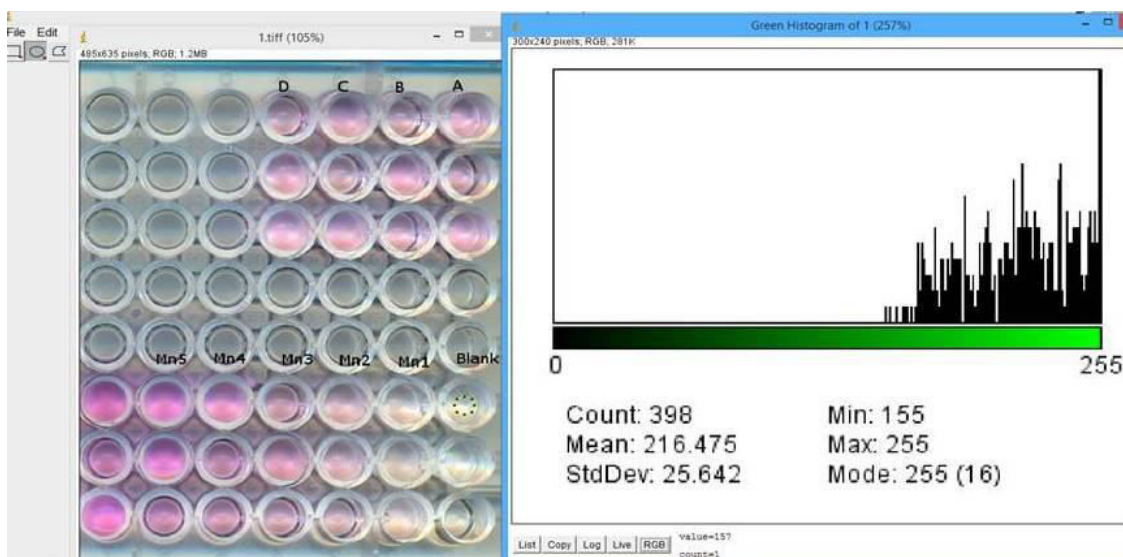 File Edit
1.tiff (105%)
485x635 pixels; RGB; 1.2MB
D C B A
Mn5 Mn4 Mn3 Mn2 Mn1 Blank
Green Histogram of 1 (257%)
300x240 pixels; RGB; 281K
0 255
Count: 398 Min: 155
Mean: 216.475 Max: 255
StdDev: 25.642 Mode: 255 (16)
List Copy Log Live RGB value=157
count=1